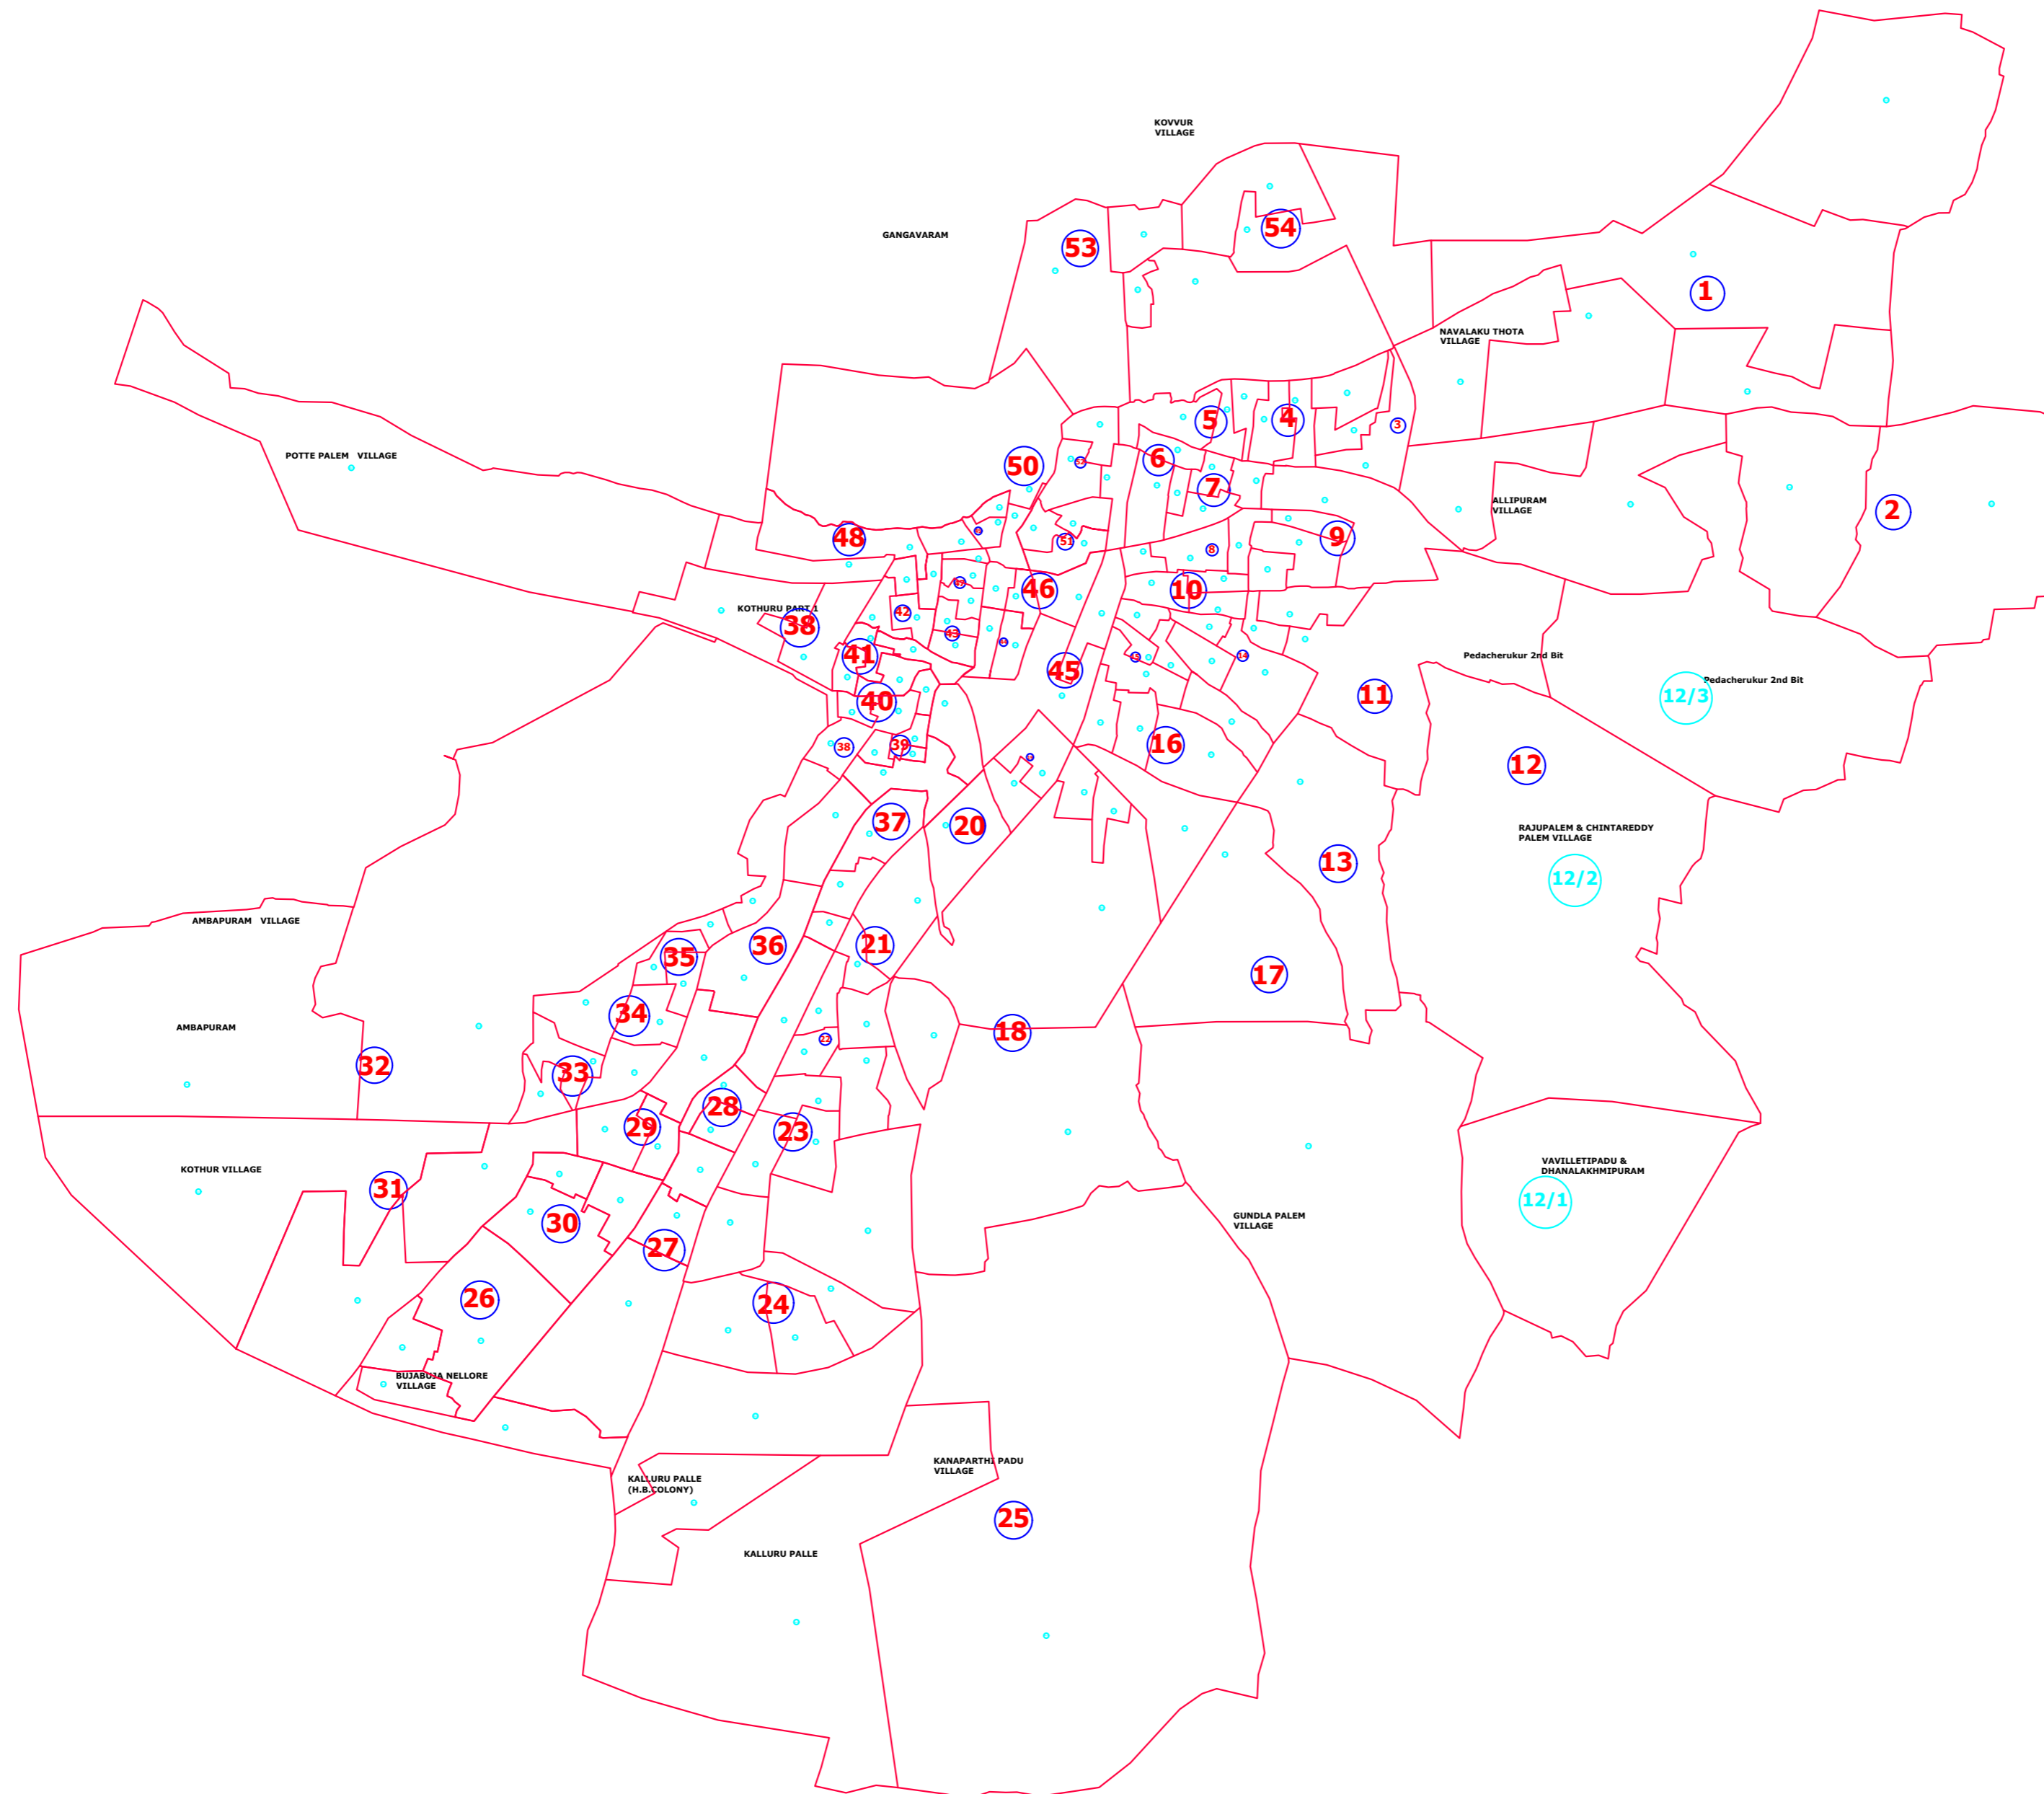 KOVVUR
VILLAGE
GANGAVARAM
53
54
1
NAVALAKU THOTA
VILLAGE
5
4
3
POTTE PALEM VILLAGE
50
52
6
7
ALLIPURAM
VILLAGE
2
48
51
8
9
46
10
KOTHURU PART 1
38
42
43
44
41
45
15
14
Pedacherukur 2nd Bit
Pedacherukur 2nd Bit
12/3
11
40
38
39
16
12
37
20
RAJUPALEM & CHINTAREDDY
PALEM VILLAGE
13
12/2
AMBAPURAM VILLAGE
36
21
35
17
34
AMBAPURAM
18
22
32
33
28
29
23
KOTHUR VILLAGE
31
VAVILLETIPADU &
DHANALAKHMIPURAM
12/1
30
GUNDLA PALEM
VILLAGE
27
26
24
BUJABUJA NELLORE
VILLAGE
KANAPARTHI PADU
VILLAGE
KALLURU PALLE
(H.B.COLONY)
25
KALLURU PALLE